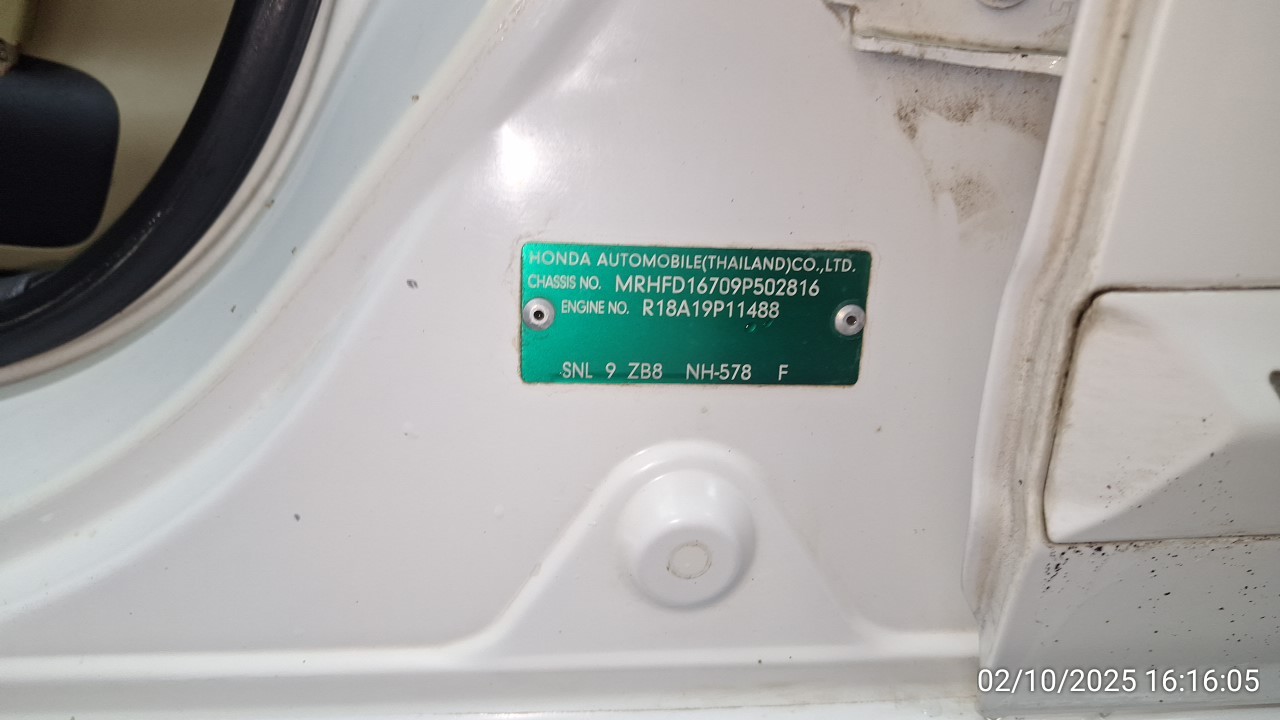 HONDA AUTOMOBILE(THAILAND)CO.,LTD.
CHASSIS NO. MRHFD16709P502816
ENGINE NO. R18A19P11488
SNL 9 ZB8 NH-578 F
02/10/2025 16:16:05